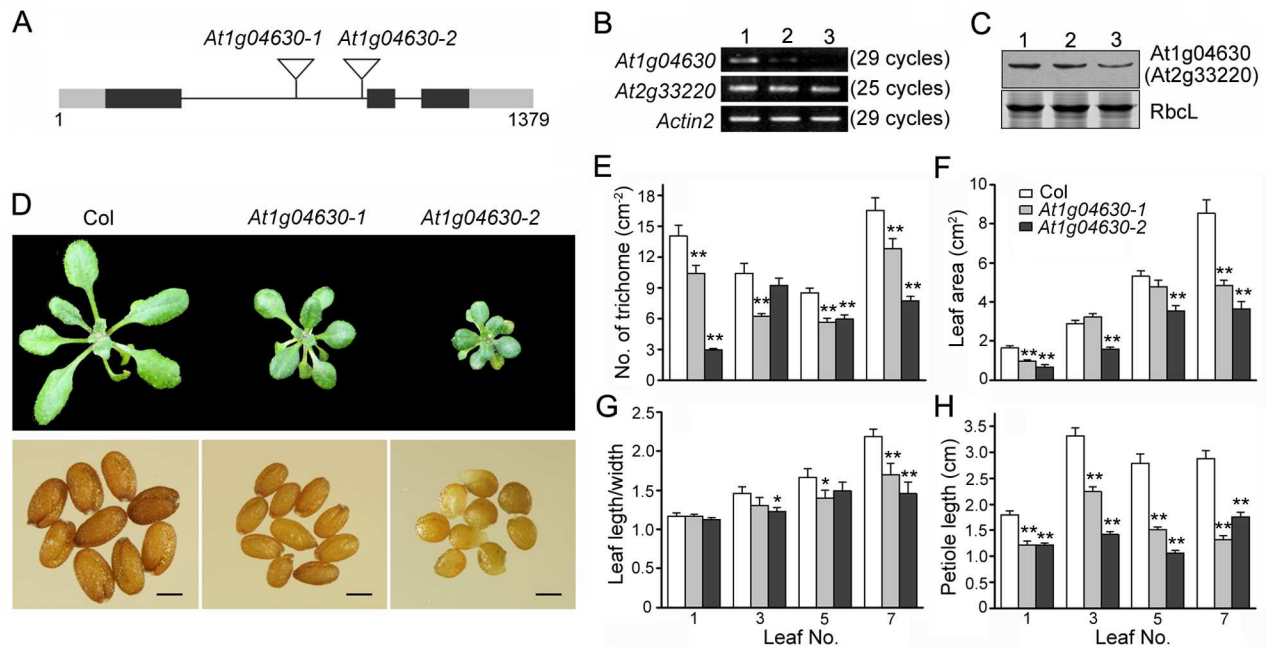 A
At1g04630-1 At1g04630-2
1 1379
B
1 2 3
At1g04630 (29 cycles)
At2g33220 (25 cycles)
Actin2 (29 cycles)
C
1 2 3
At1g04630
(At2g33220)
RbcL
D
Col At1g04630-1 At1g04630-2
E
No. of trichome (cm-2)
18
15
12
9
6
3
0
** ** ** ** ** ** **
F
Leaf area (cm2)
10
8
6
4
2
0
Col
At1g04630-1
At1g04630-2
** ** ** ** ** **
G
Leaf legth/width
2.5
2.0
1.5
1.0
0.5
0
* * ** **
1 3 5 7
Leaf No.
H
Petiole legth (cm)
3.5
3.0
2.5
2.0
1.5
1.0
0.5
0
** ** ** ** ** ** ** **
1 3 5 7
Leaf No.